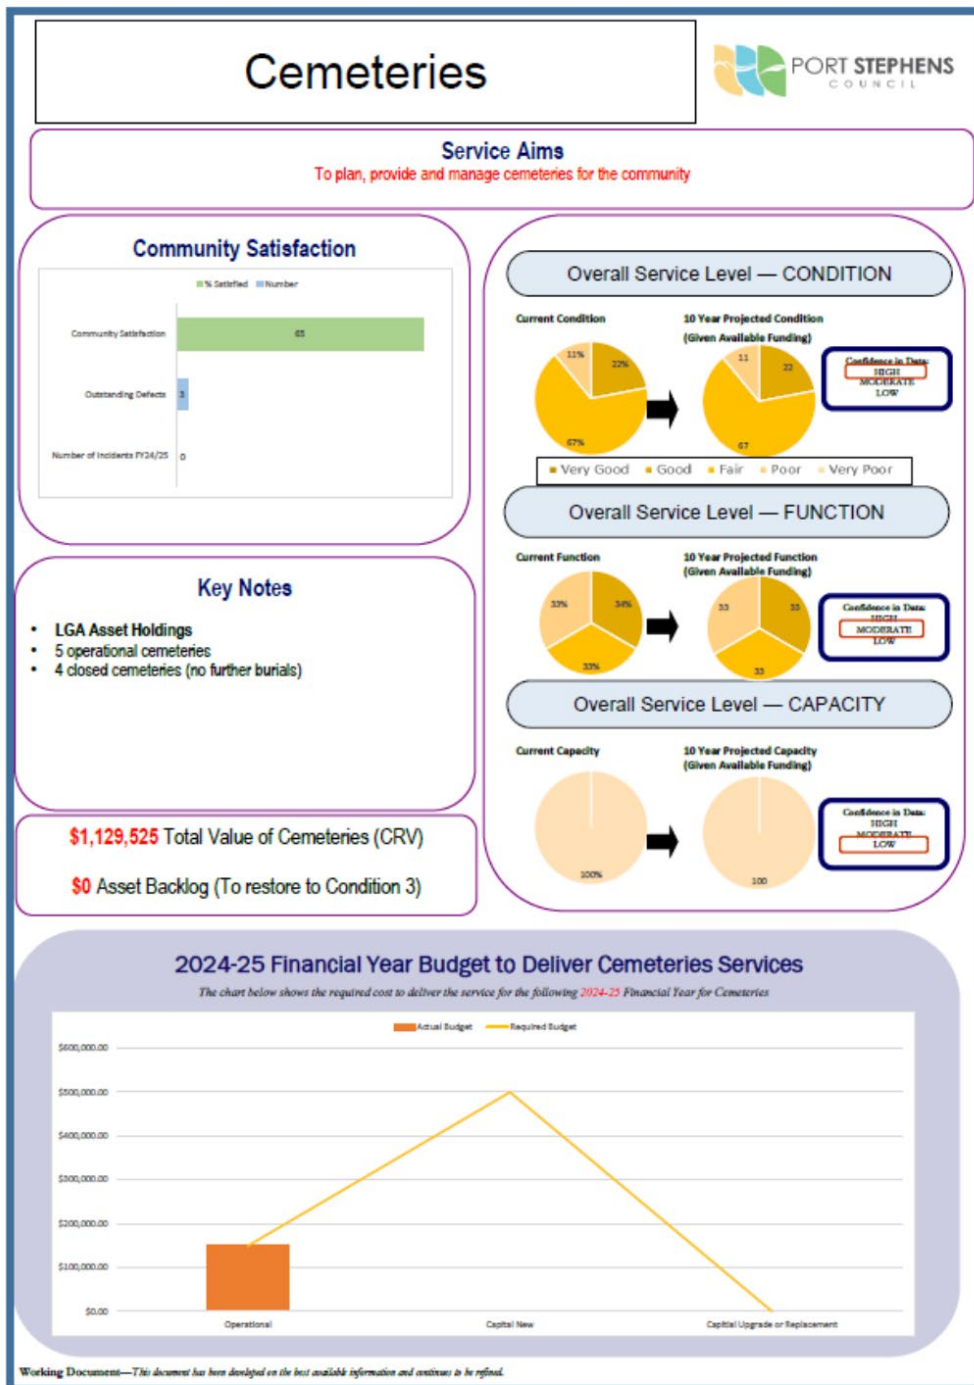 Cemeteries
PORT STEPHENS
COUNCIL
Service Aims
To plan, provide and manage cemeteries for the community
Community Satisfaction
% Satisfied Number
Community Satisfaction 65
Outstanding Defects 3
Number of Incidents FY24/25 0
Key Notes
• LGA Asset Holdings
• 5 operational cemeteries
• 4 closed cemeteries (no further burials)
$1,129,525 Total Value of Cemeteries (CRV)
$0 Asset Backlog (To restore to Condition 3)
Overall Service Level — CONDITION
Current Condition
11%
22%
67%
10 Year Projected Condition
(Given Available Funding)
11
22
67
Confidence in Data:
HIGH
MODERATE
LOW
Very Good Good Fair Poor Very Poor
Overall Service Level — FUNCTION
Current Function
33%
34%
33%
10 Year Projected Function
(Given Available Funding)
33
33
33
Confidence in Data:
HIGH
MODERATE
LOW
Overall Service Level — CAPACITY
Current Capacity
100%
10 Year Projected Capacity
(Given Available Funding)
100
Confidence in Data:
HIGH
MODERATE
LOW
2024-25 Financial Year Budget to Deliver Cemeteries Services
The chart below shows the required cost to deliver the service for the following 2024-25 Financial Year for Cemeteries
Actual Budget Required Budget
$600,000.00
$500,000.00
$400,000.00
$300,000.00
$200,000.00
$100,000.00
$0.00
Operational Capital New Capitial Upgrade or Replacement
Working Document—This document has been developed on the best available information and continues to be refined.